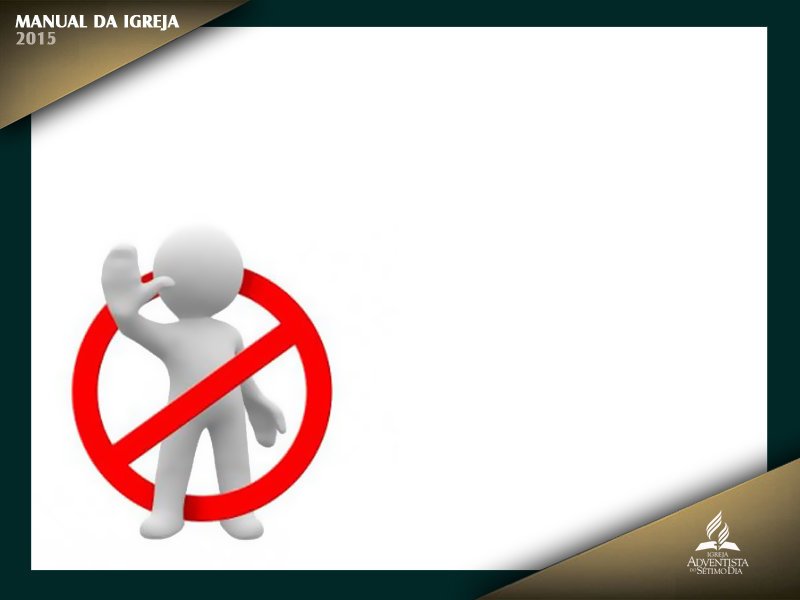 MANUAL DA IGREJA
2015
IGREJA
ADVENTISTA
DO SÉTIMO DIA